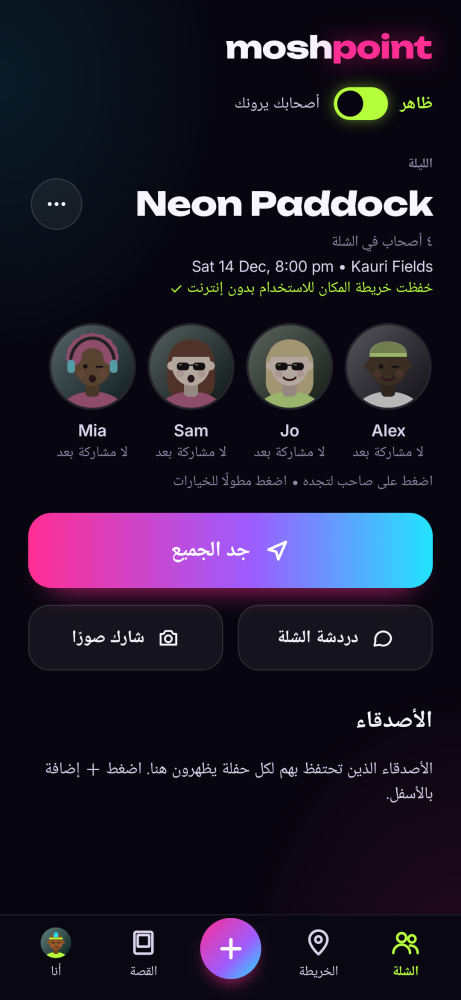 moshpoint
ظاهر أصحابك يرونك
الليلة
Neon Paddock
٤ أصحاب في الشلة
Sat 14 Dec, 8:00 pm • Kauri Fields
حُفظت خريطة المكان للاستخدام بدون إنترنت ✓
Alex Jo Sam Mia
لا مشاركة بعد لا مشاركة بعد لا مشاركة بعد لا مشاركة بعد
اضغط على صاحب لتجده • اضغط مطولًا للخيارات
جد الجميع
دردشة الشلة شارك صورًا
الأصدقاء
الأصدقاء الذين تحتفظ بهم لكل حفلة يظهرون هنا. اضغط + إضافة
بالأسفل.
الشلة الخريطة القصة أنا